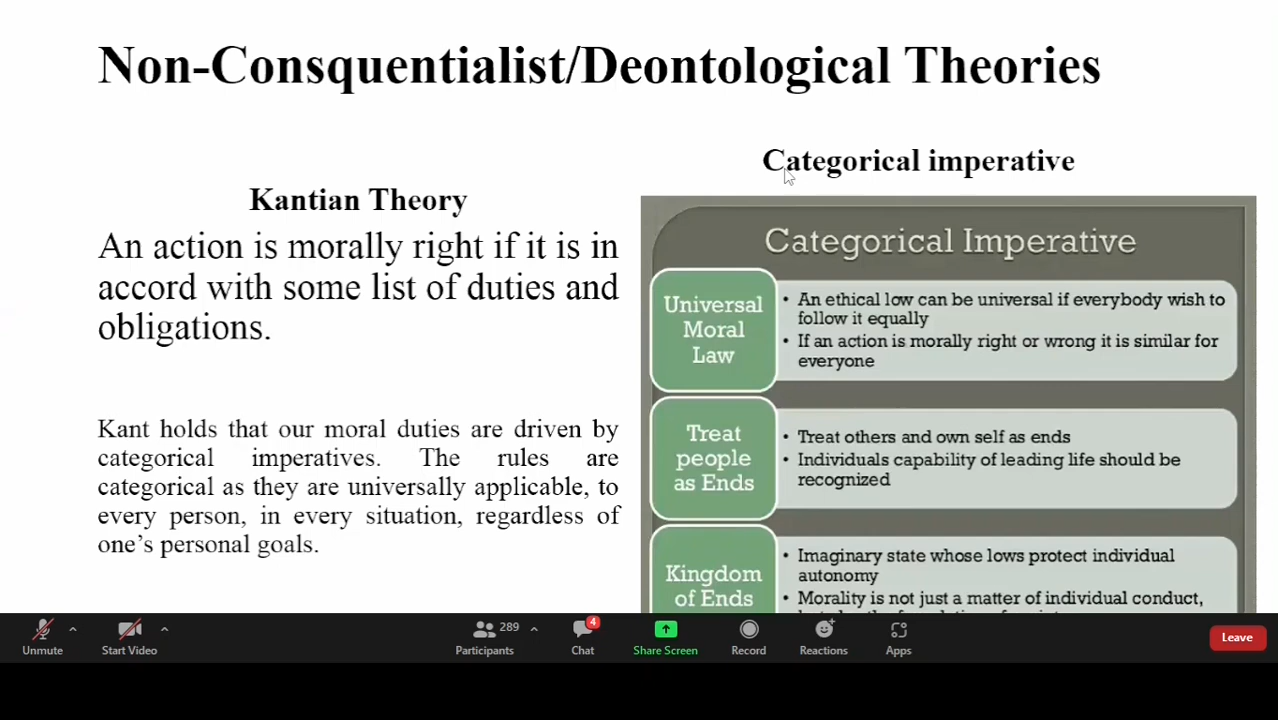 Non-Consquentialist/Deontological Theories
Kantian Theory
An action is morally right if it is in
accord with some list of duties and
obligations.
Kant holds that our moral duties are driven by
categorical imperatives. The rules are
categorical as they are universally applicable, to
every person, in every situation, regardless of
one's personal goals.
Categorical imperative
Categorical Imperative
Universal
Moral
Law
• An ethical low can be universal if everybody wish to
follow it equally
• If an action is morally right or wrong it is similar for
everyone
Treat
people
as Ends
• Treat others and own self as ends
• Individuals capability of leading life should be
recognized
Kingdom
of Ends
• Imaginary state whose lows protect individual
autonomy
• Morality is not just a matter of individual conduct,
Unmute
Start Video
289
Participants
4
Chat
Share Screen
Record
Reactions
Apps
Leave